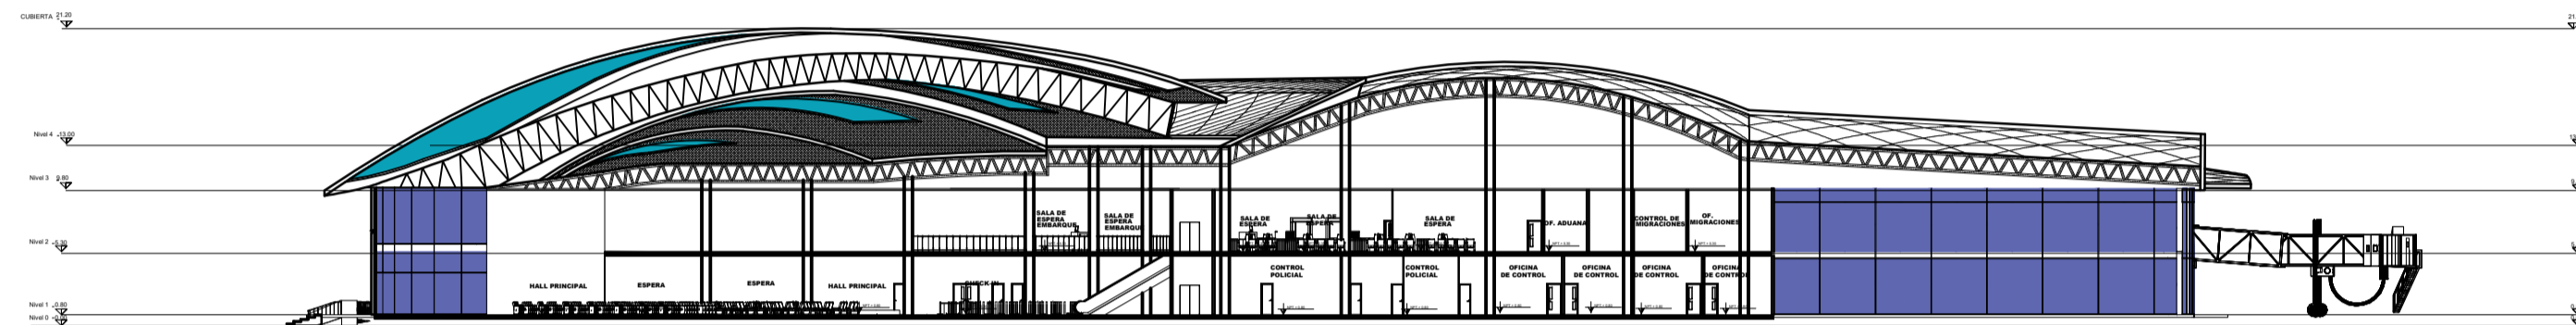 CUBIERTA 21.20
21.
Nivel 4 13.00
Nivel 3 9.80
SALA DE
ESPERA
EMBARQUE
SALA DE
ESPERA
EMBARQUE
SALA DE
ESPERA
SALA DE
ESPERA
SALA DE
ESPERA
OF. ADUANA
CONTROL DE
MIGRACIONES
OF.
MIGRACIONES
Nivel 2 5.30
HALL PRINCIPAL
ESPERA
ESPERA
HALL PRINCIPAL
CHECK IN
CONTROL
POLICIAL
CONTROL
POLICIAL
OFICINA
DE CONTROL
OFICINA
DE CONTROL
OFICINA
DE CONTROL
OFICINA
DE CONTROL
Nivel 1 0.80
Nivel 0